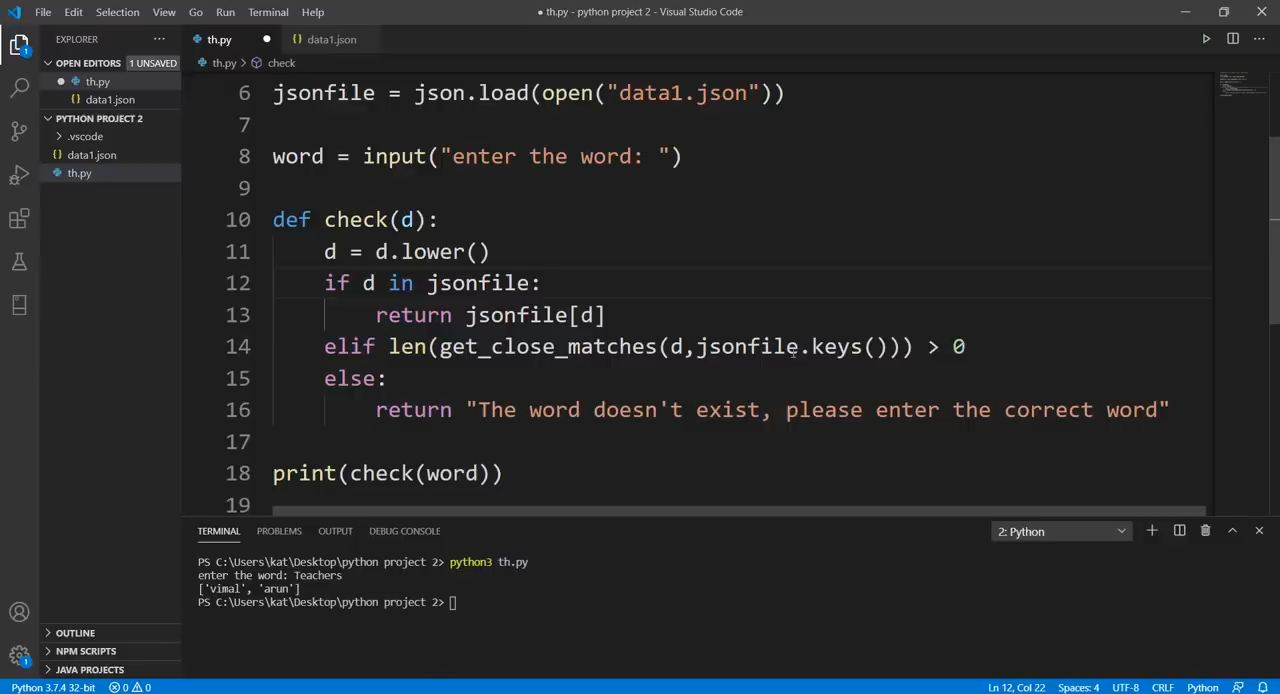 File Edit Selection View Go Run Terminal Help
● th.py - python project 2 - Visual Studio Code
EXPLORER
OPEN EDITORS 1 UNSAVED
th.py
data1.json
PYTHON PROJECT 2
.vscode
data1.json
th.py
OUTLINE
NPM SCRIPTS
JAVA PROJECTS
th.py data1.json
th.py > check
6 jsonfile = json.load(open("data1.json"))
7
8 word = input("enter the word: ")
9
10 def check(d):
11 d = d.lower()
12 if d in jsonfile:
13 return jsonfile[d]
14 elif len(get_close_matches(d,jsonfile.keys())) > 0
15 else:
16 return "The word doesn't exist, please enter the correct word"
17
18 print(check(word))
19
TERMINAL PROBLEMS OUTPUT DEBUG CONSOLE 2: Python
PS C:\Users\kat\Desktop\python project 2> python3 th.py
enter the word: Teachers
['vimal', 'arun']
PS C:\Users\kat\Desktop\python project 2>
1
1
Python 3.7.4 32-bit 0 0 Ln 12, Col 22 Spaces: 4 UTF-8 CRLF Python